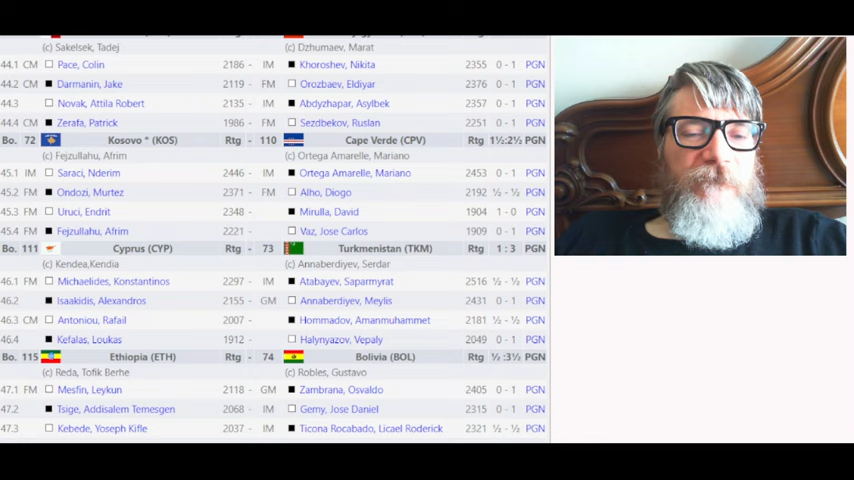 (c) Sakelsek, Tadej (c) Dzhumaev, Marat
44.1 CM Pace, Colin 2186 - IM Khoroshev, Nikita 2355 0 - 1 PGN
44.2 CM Darmanin, Jake 2119 - FM Orozbaev, Eldiyar 2376 0 - 1 PGN
44.3 Novak, Attila Robert 2135 - IM Abdyzhapar, Asylbek 2357 0 - 1 PGN
44.4 CM Zerafa, Patrick 1986 - FM Sezdbekov, Ruslan 2251 0 - 1 PGN
Bo. 72 Kosovo * (KOS) Rtg - 110 Cape Verde (CPV) Rtg 1½:2½ PGN
(c) Fejzullahu, Afrim (c) Ortega Amarelle, Mariano
45.1 IM Saraci, Nderim 2446 - IM Ortega Amarelle, Mariano 2453 0 - 1 PGN
45.2 FM Ondozi, Murtez 2371 - FM Alho, Diogo 2192 ½ - ½ PGN
45.3 FM Uruci, Endrit 2348 - Mirulla, David 1904 1 - 0 PGN
45.4 FM Fejzullahu, Afrim 2221 - Vaz, Jose Carlos 1909 0 - 1 PGN
Bo. 111 Cyprus (CYP) Rtg - 73 Turkmenistan (TKM) Rtg 1 : 3 PGN
(c) Kendea,Kendia (c) Annaberdiyev, Serdar
46.1 FM Michaelides, Konstantinos 2297 - IM Atabayev, Saparmyrat 2516 ½ - ½ PGN
46.2 Isaakidis, Alexandros 2155 - GM Annaberdiyev, Meylis 2431 0 - 1 PGN
46.3 CM Antoniou, Rafail 2007 - Hommadov, Amanmuhammet 2181 ½ - ½ PGN
46.4 Kefalas, Loukas 1912 - Halynyazov, Vepaly 2049 0 - 1 PGN
Bo. 115 Ethiopia (ETH) Rtg - 74 Bolivia (BOL) Rtg ½ :3½ PGN
(c) Reda, Tofik Berhe (c) Robles, Gustavo
47.1 FM Mesfin, Leykun 2118 - GM Zambrana, Osvaldo 2405 0 - 1 PGN
47.2 Tsige, Addisalem Temesgen 2068 - IM Gemy, Jose Daniel 2315 0 - 1 PGN
47.3 Kebede, Yoseph Kifle 2037 - IM Ticona Rocabado, Licael Roderick 2321 ½ - ½ PGN